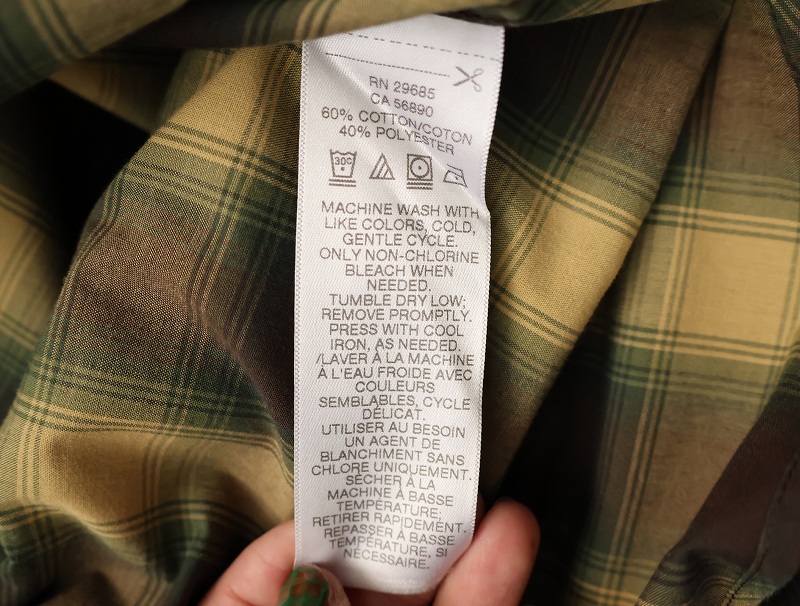 RN 29685
CA 56890
60% COTTON/COTON
40% POLYESTER
30C
MACHINE WASH WITH
LIKE COLORS, COLD,
GENTLE CYCLE.
ONLY NON-CHLORINE
BLEACH WHEN
NEEDED.
TUMBLE DRY LOW;
REMOVE PROMPTLY.
PRESS WITH COOL
IRON, AS NEEDED.
/LAVER À LA MACHINE
À L'EAU FROIDE AVEC
COULEURS
SEMBLABLES, CYCLE
DÉLICAT.
UTILISER AU BESOIN
UN AGENT DE
BLANCHIMENT SANS
CHLORE UNIQUEMENT.
SÉCHER À LA
MACHINE À BASSE
TEMPÉRATURE;
RETIRER RAPIDEMENT.
REPASSER À BASSE
TEMPÉRATURE, SI
NÉCESSAIRE.